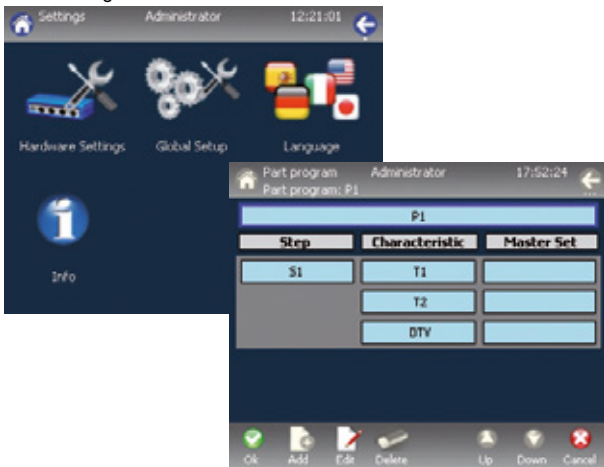 Settings Administrator 12:21:01
Hardware Settings Global Setup Language
Info
Part program Administrator 17:52:24
Part program: P1
P1
Step Characteristic Master Set
S1 T1
T2
DTV
Ok Add Edit Delete Up Down Cancel